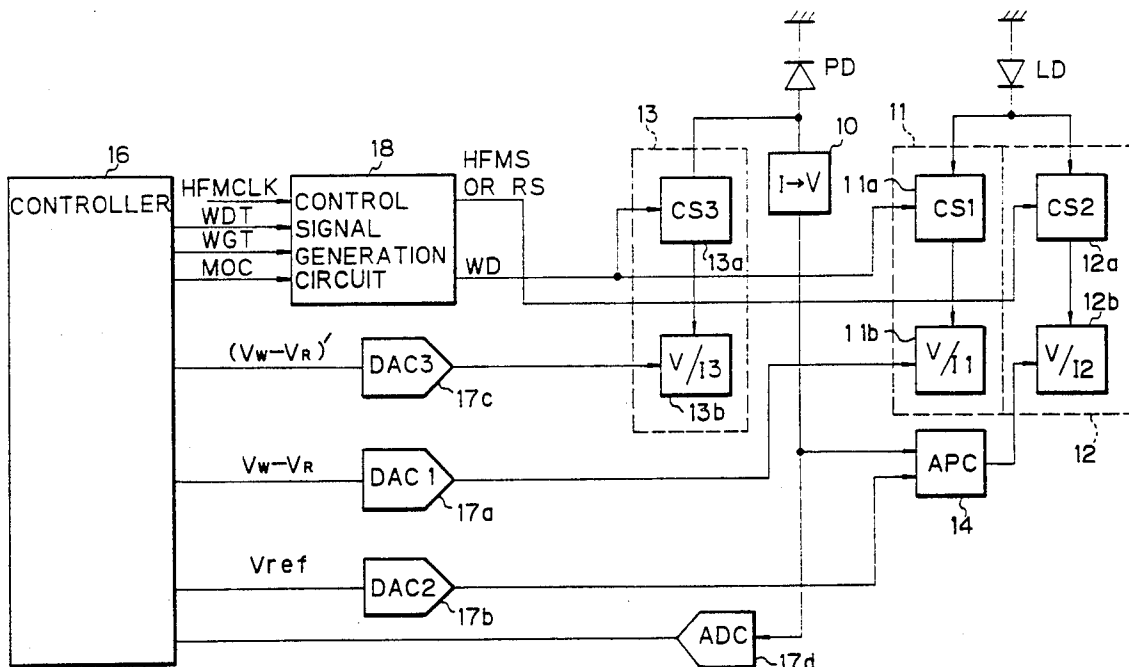 PD
LD
13
10
11
16
18
HFMS
OR RS
HFMCLK
CONTROLLER
WDT
WGT
MOC
CONTROL
SIGNAL
GENERATION
CIRCUIT
WD
I→V
CS3
13a
11a
CS1
CS2
12a
12b
11b
(VW-VR)'
DAC3
17c
V/I3
13b
V/I1
V/I2
12
VW-VR
DAC1
17a
APC
14
Vref
DAC2
17b
ADC
17d